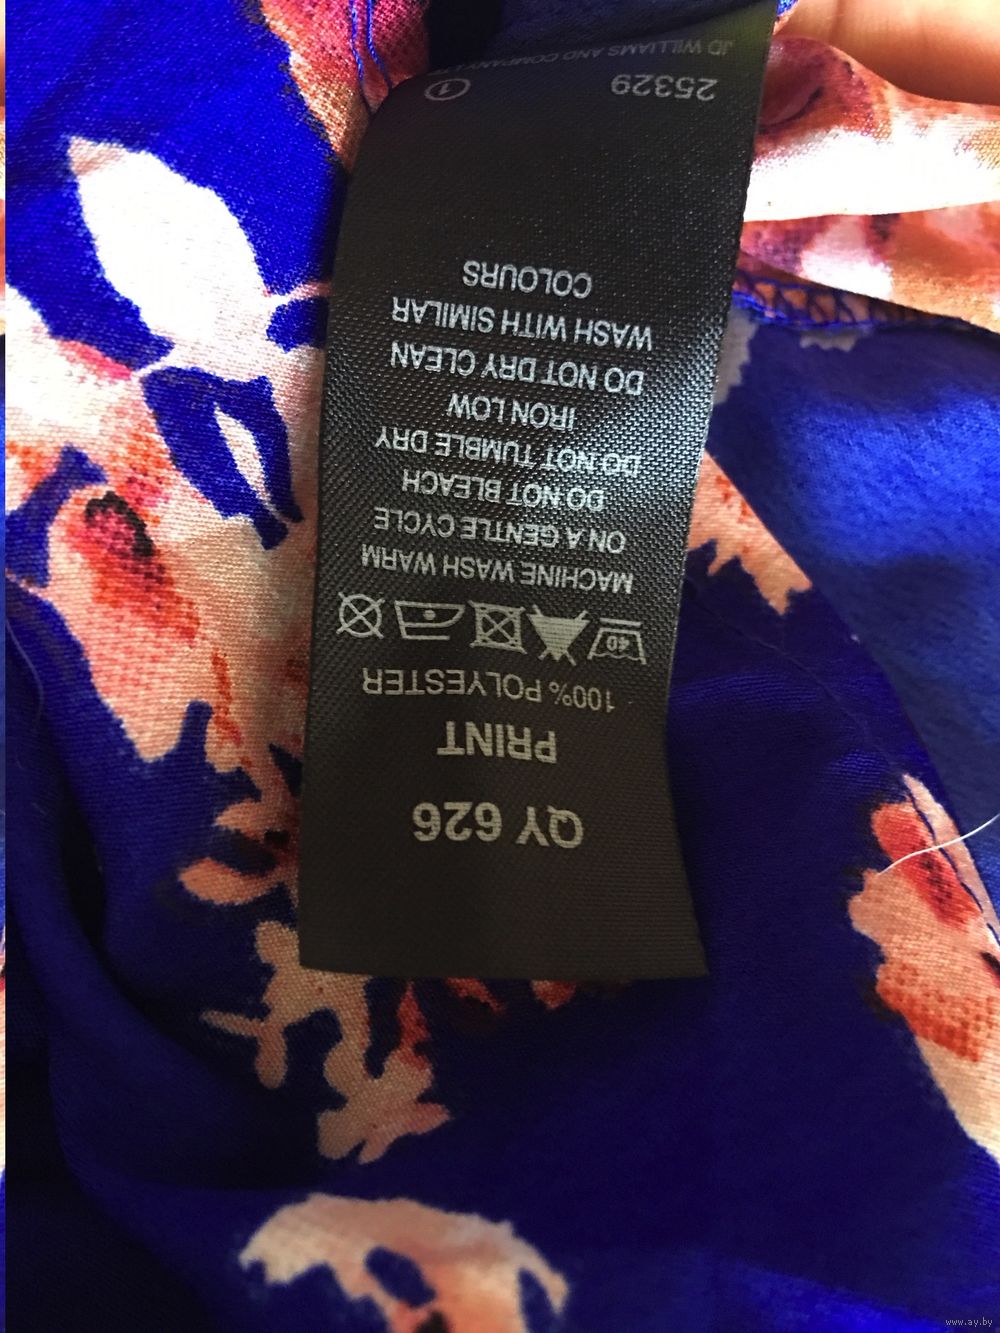 QY 626
PRINT
100% POLYESTER
40
MACHINE WASH WARM
ON A GENTLE CYCLE
DO NOT BLEACH
DO NOT TUMBLE DRY
IRON LOW
DO NOT DRY CLEAN
WASH WITH SIMILAR
COLOURS
25329 1
JD WILLIAMS AND COMPANY
www.ay.by